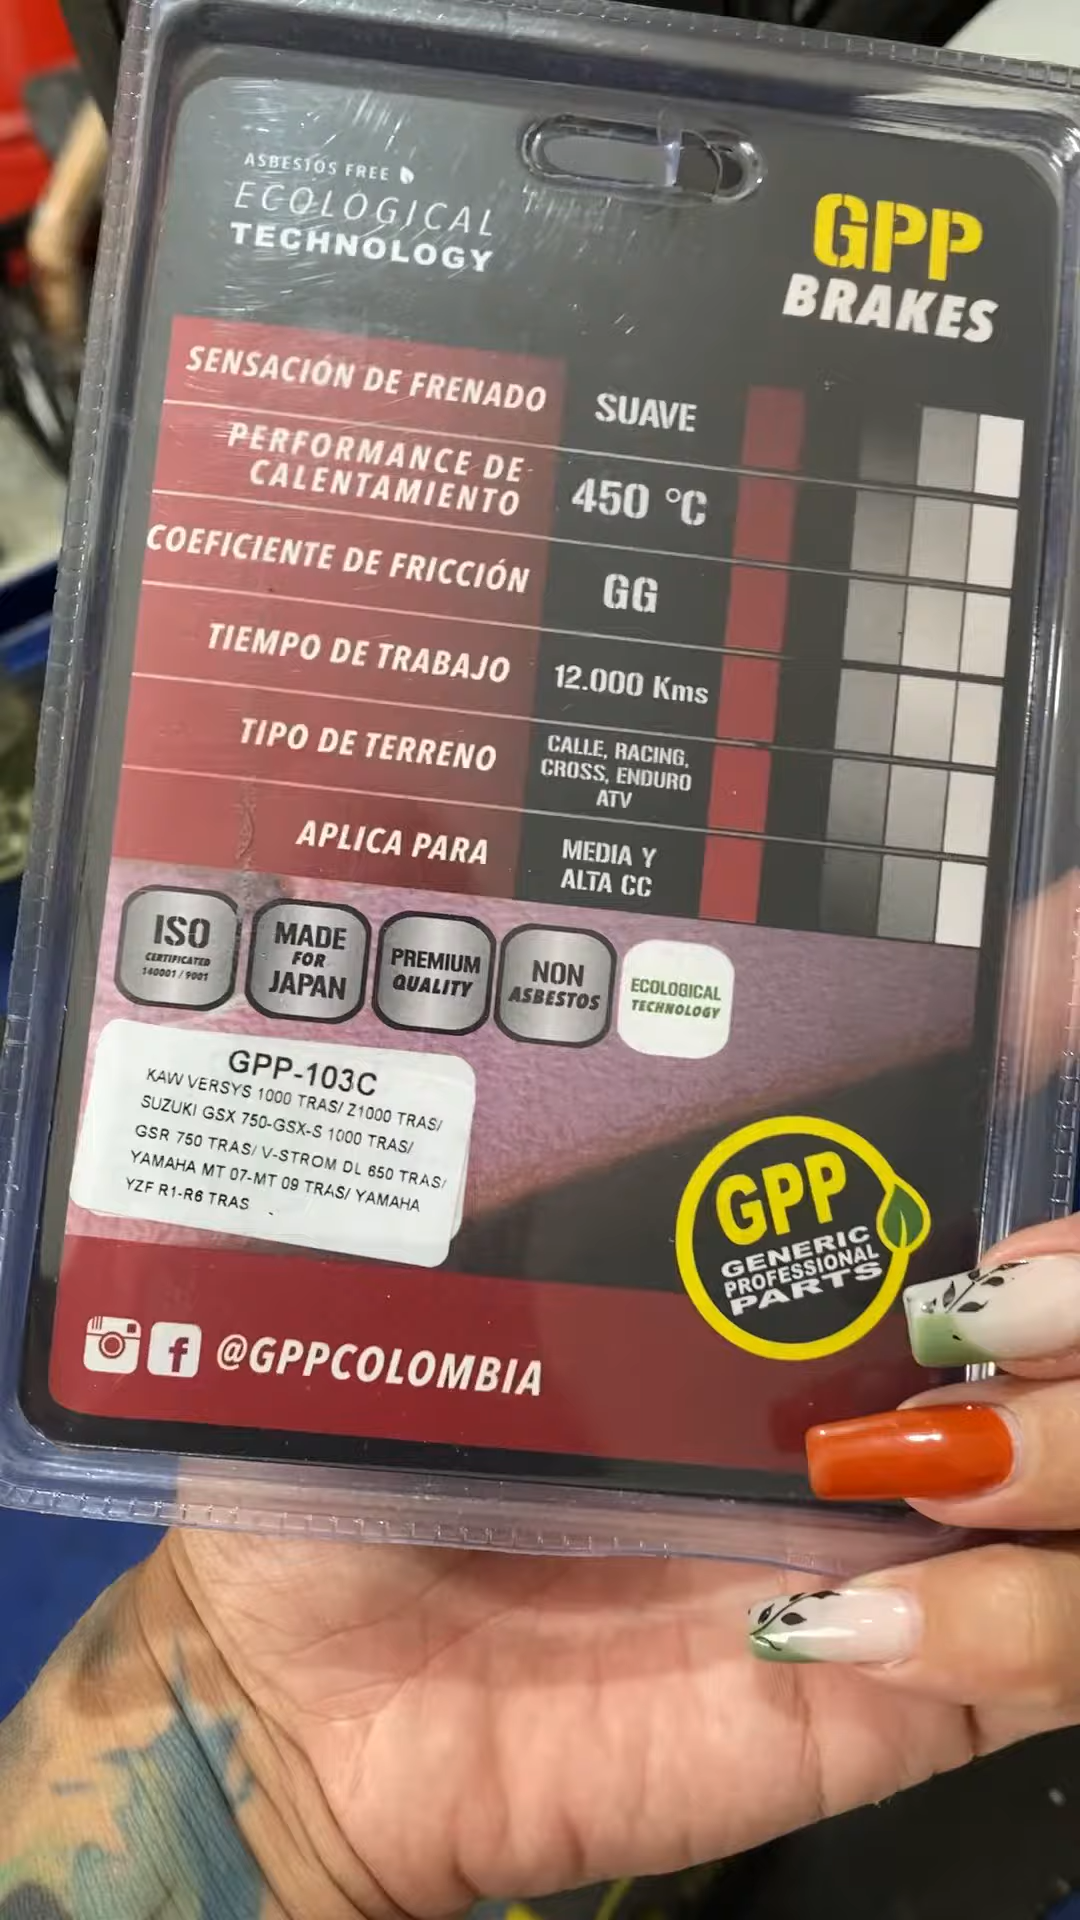 ASBESTOS FREE
ECOLOGICAL
TECHNOLOGY
GPP
BRAKES
SENSACIÓN DE FRENADO
SUAVE
PERFORMANCE DE
CALENTAMIENTO
450 °C
COEFICIENTE DE FRICCIÓN
GG
TIEMPO DE TRABAJO
12.000 Kms
TIPO DE TERRENO
CALLE, RACING,
CROSS, ENDURO
ATV
APLICA PARA
MEDIA Y
ALTA CC
ISO
CERTIFICATED
140001 / 9001
MADE
FOR
JAPAN
PREMIUM
QUALITY
NON
ASBESTOS
ECOLOGICAL
TECHNOLOGY
GPP-103C
KAW VERSYS 1000 TRAS/ Z1000 TRAS/
SUZUKI GSX 750-GSX-S 1000 TRAS/
GSR 750 TRAS/ V-STROM DL 650 TRAS/
YAMAHA MT 07-MT 09 TRAS/ YAMAHA
YZF R1-R6 TRAS
GPP
GENERIC
PROFESSIONAL
PARTS
@GPPCOLOMBIA